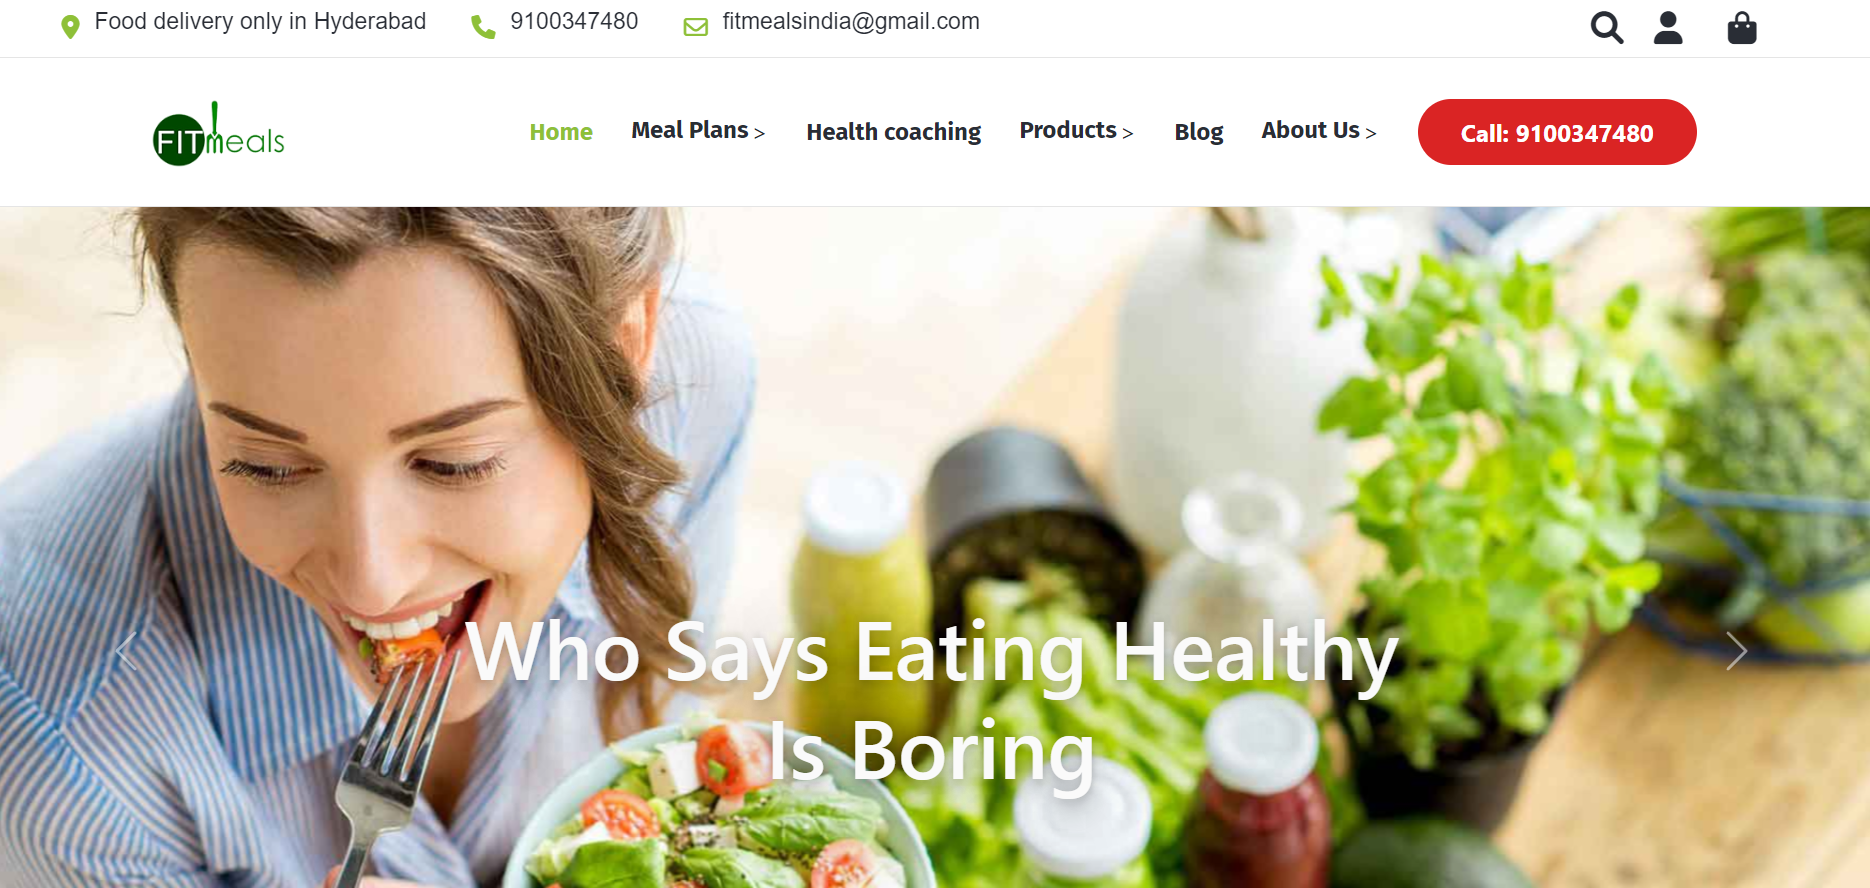 Food delivery only in Hyderabad
9100347480
fitmealsindia@gmail.com
FITmeals
Home
Meal Plans >
Health coaching
Products >
Blog
About Us >
Call: 9100347480
Who Says Eating Healthy
Is Boring